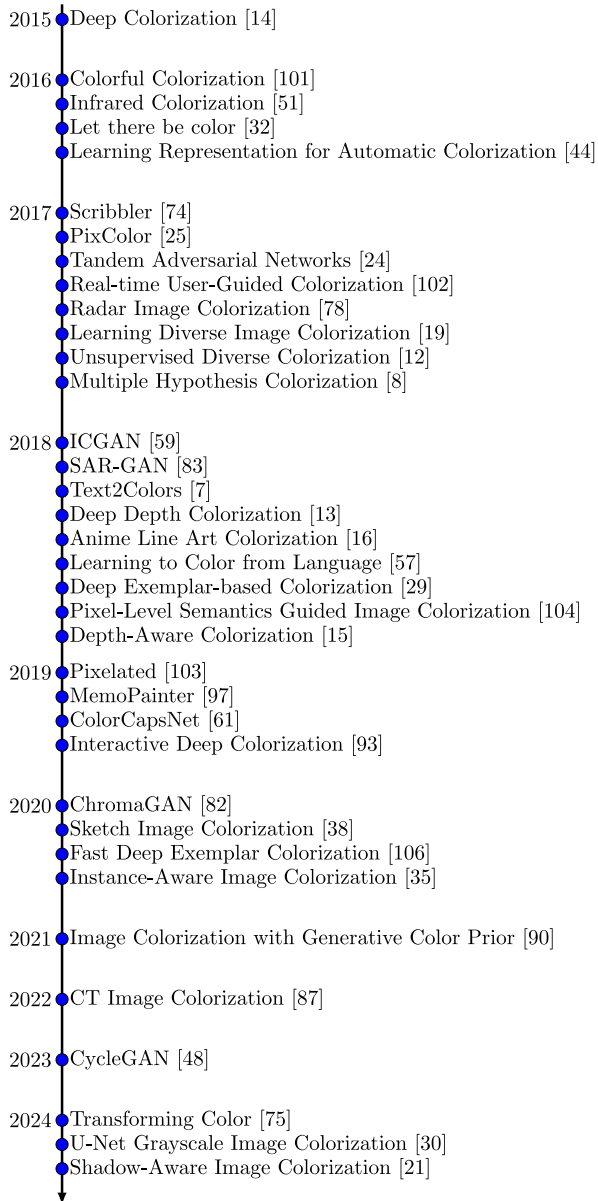 2015 Deep Colorization [14]
2016 Colorful Colorization [101]
Infrared Colorization [51]
Let there be color [32]
Learning Representation for Automatic Colorization [44]
2017 Scribbler [74]
PixColor [25]
Tandem Adversarial Networks [24]
Real-time User-Guided Colorization [102]
Radar Image Colorization [78]
Learning Diverse Image Colorization [19]
Unsupervised Diverse Colorization [12]
Multiple Hypothesis Colorization [8]
2018 ICGAN [59]
SAR-GAN [83]
Text2Colors [7]
Deep Depth Colorization [13]
Anime Line Art Colorization [16]
Learning to Color from Language [57]
Deep Exemplar-based Colorization [29]
Pixel-Level Semantics Guided Image Colorization [104]
Depth-Aware Colorization [15]
2019 Pixelated [103]
MemoPainter [97]
ColorCapsNet [61]
Interactive Deep Colorization [93]
2020 ChromaGAN [82]
Sketch Image Colorization [38]
Fast Deep Exemplar Colorization [106]
Instance-Aware Image Colorization [35]
2021 Image Colorization with Generative Color Prior [90]
2022 CT Image Colorization [87]
2023 CycleGAN [48]
2024 Transforming Color [75]
U-Net Grayscale Image Colorization [30]
Shadow-Aware Image Colorization [21]